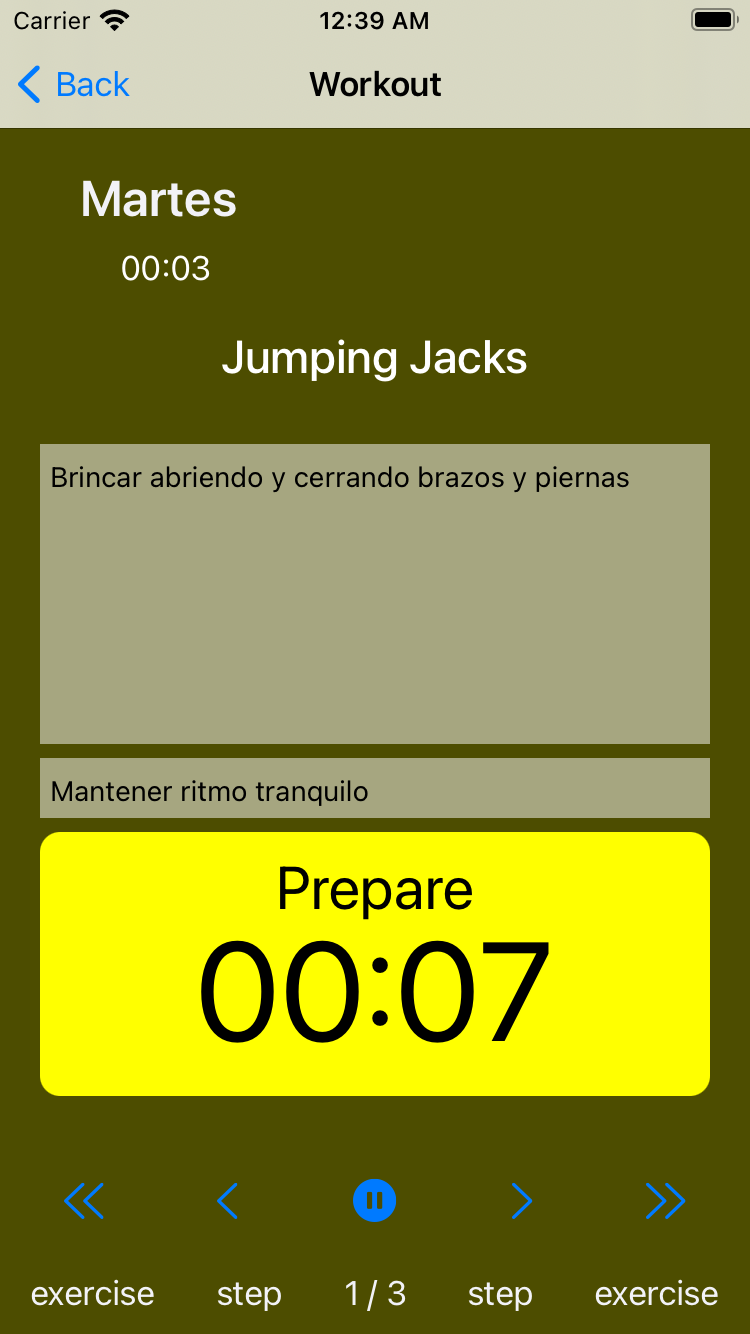 Carrier 12:39 AM
Back Workout
Martes
00:03
Jumping Jacks
Brincar abriendo y cerrando brazos y piernas
Mantener ritmo tranquilo
Prepare
00:07
exercise step 1 / 3 step exercise